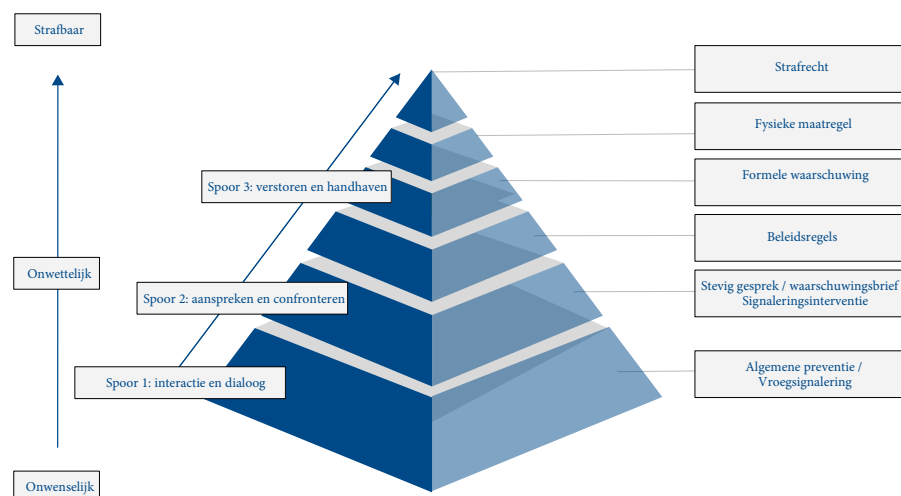 Strafbaar
Onwettelijk
Onwenselijk
Spoor 3: verstoren en handhaven
Spoor 2: aanspreken en confronteren
Spoor 1: interactie en dialoog
Strafrecht
Fysieke maatregel
Formele waarschuwing
Beleidsregels
Stevig gesprek / waarschuwingsbrief
Signaleringsinterventie
Algemene preventie /
Vroegsignalering